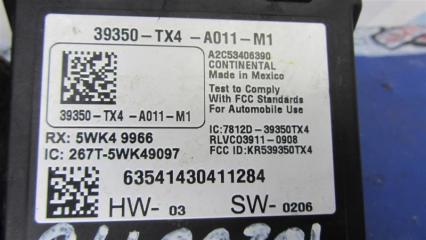 39350-TX4 -A011-M1
A2C53406390
CONTINENTAL
Made in Mexico
Test to Comply
With FCC Standards
For Automobile Use
39350-TX4 -A011-M1
RX: 5WK4 9966
IC: 267T-5WK49097
IC:7812D-39350TX4
RLVCO3911-0908
FCC ID:KR539350TX4
63541430411284
HW- 03 SW- 0206